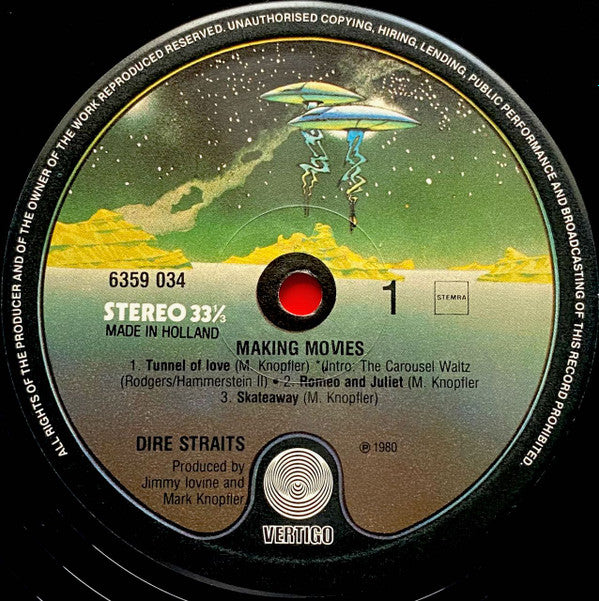 ALL RIGHTS OF THE PRODUCER AND OF THE OWNER OF THE WORK REPRODUCED RESERVED. UNAUTHORISED COPYING, HIRING, LENDING, PUBLIC PERFORMANCE AND BROADCASTING OF THIS RECORD PROHIBITED.
6359 034
1
STEMRA
STEREO 33⅓
MADE IN HOLLAND
MAKING MOVIES
1. Tunnel of love (M. Knopfler) *(Intro: The Carousel Waltz
(Rodgers/Hammerstein II) • 2. Romeo and Juliet (M. Knopfler
3. Skateaway (M. Knopfler)
DIRE STRAITS
℗ 1980
Produced by
Jimmy Iovine and
Mark Knopfler
VERTIGO